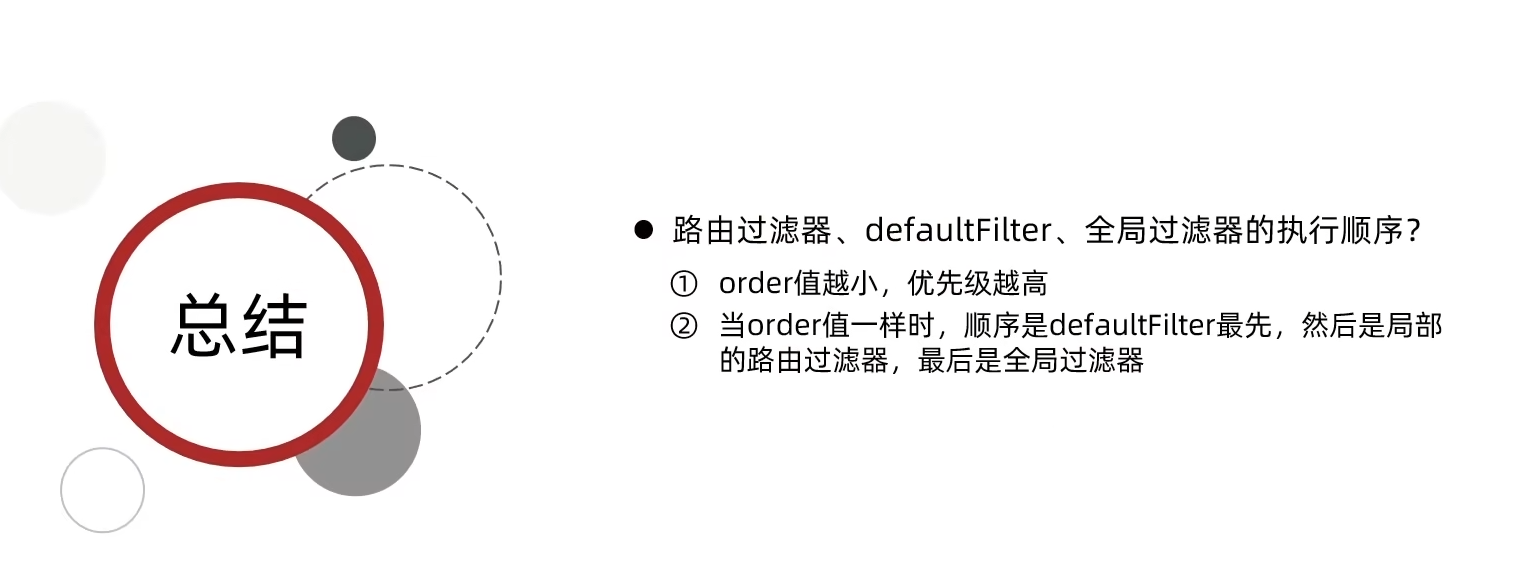 总结
● 路由过滤器、defaultFilter、全局过滤器的执行顺序？
① order值越小，优先级越高
② 当order值一样时，顺序是defaultFilter最先，然后是局部
的路由过滤器，最后是全局过滤器